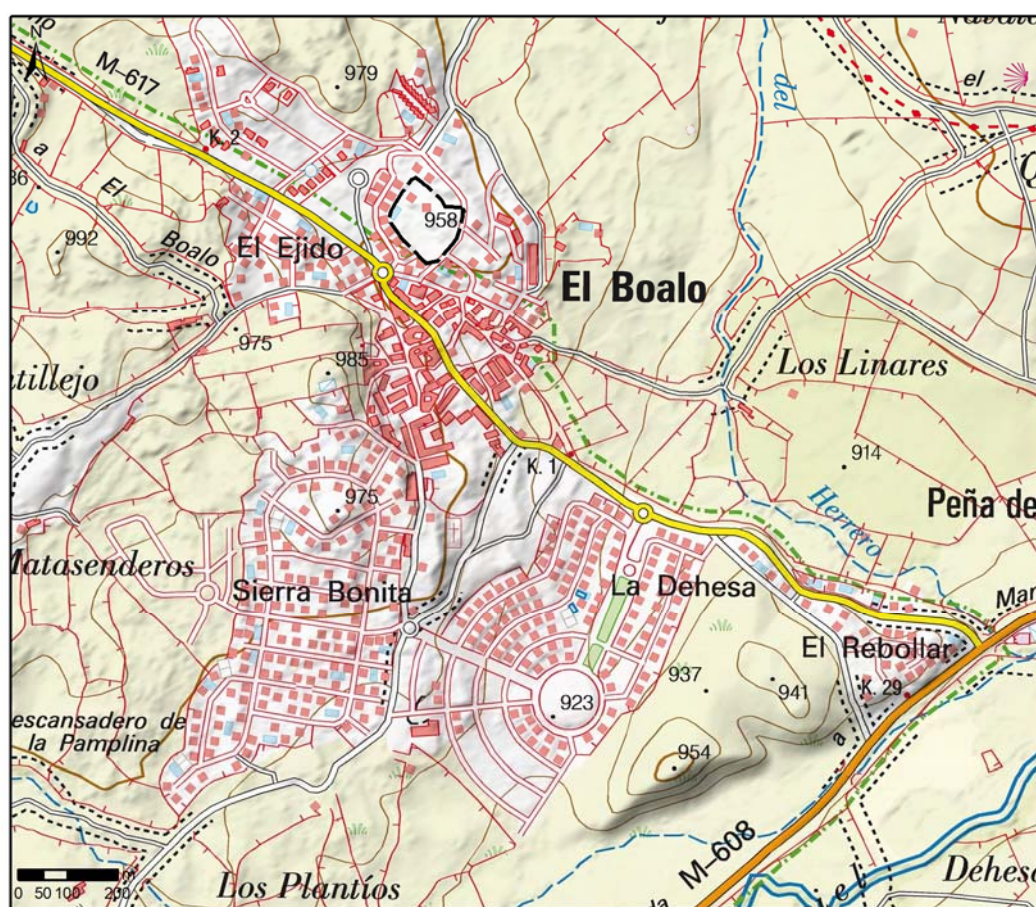 N
M-617
979
del
el
K. 2
El
Boalo
992
958
El Ejido
El Boalo
975
985
Los Linares
K. 1
914
975
Herrero
Peña de
Matasenderos
Sierra Bonita
La Dehesa
El Rebollar
937
941
K. 29
923
954
a
la Pamplina
M-608
Los Plantíos
Dehesa
0 50 100 200 m